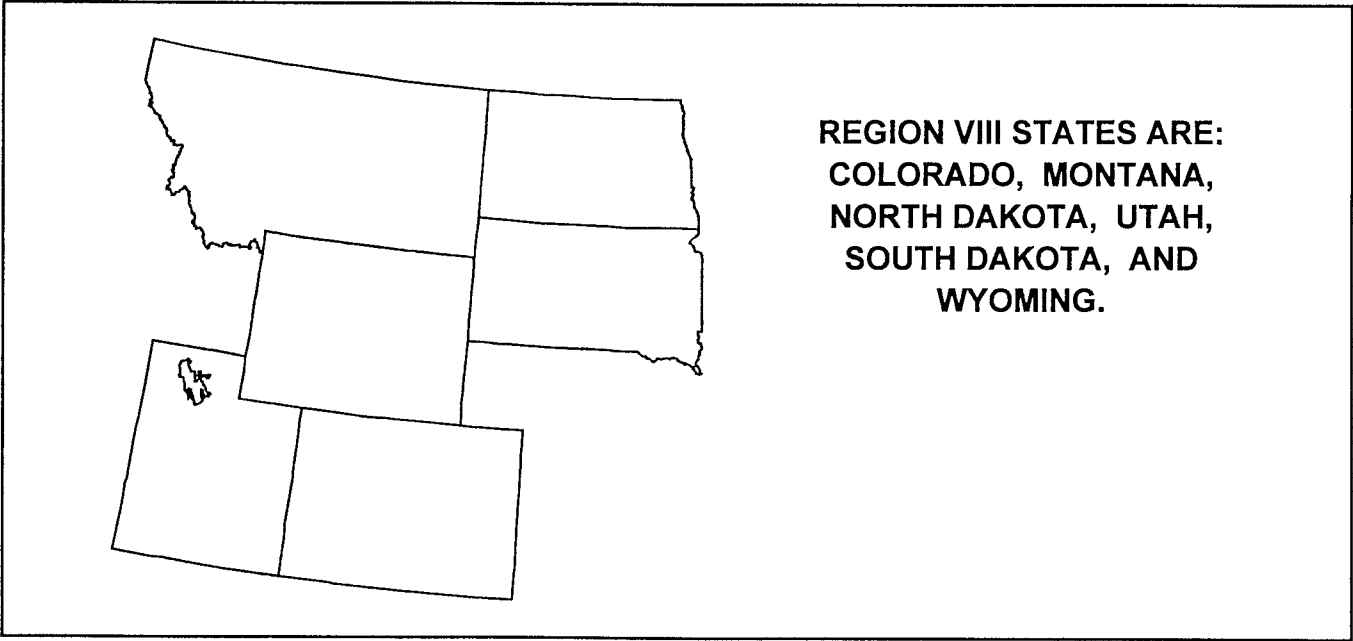 REGION VIII STATES ARE:
COLORADO, MONTANA,
NORTH DAKOTA, UTAH,
SOUTH DAKOTA, AND
WYOMING.